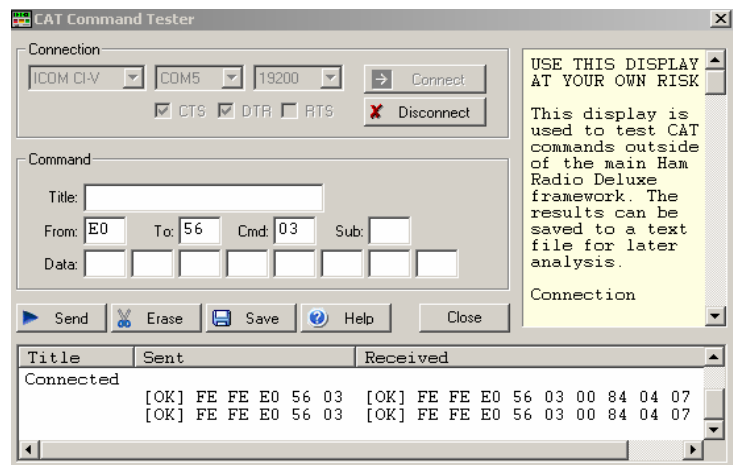 CAT Command Tester
Connection
ICOM CI-V COM5 19200 Connect
CTS DTR RTS Disconnect
Command
Title:
From: E0 To: 56 Cmd: 03 Sub:
Data:
Send Erase Save Help Close
USE THIS DISPLAY
AT YOUR OWN RISK
This display is
used to test CAT
commands outside
of the main Ham
Radio Deluxe
framework. The
results can be
saved to a text
file for later
analysis.
Connection
Title Sent Received
Connected
[OK] FE FE E0 56 03 [OK] FE FE E0 56 03 00 84 04 07
[OK] FE FE E0 56 03 [OK] FE FE E0 56 03 00 84 04 07